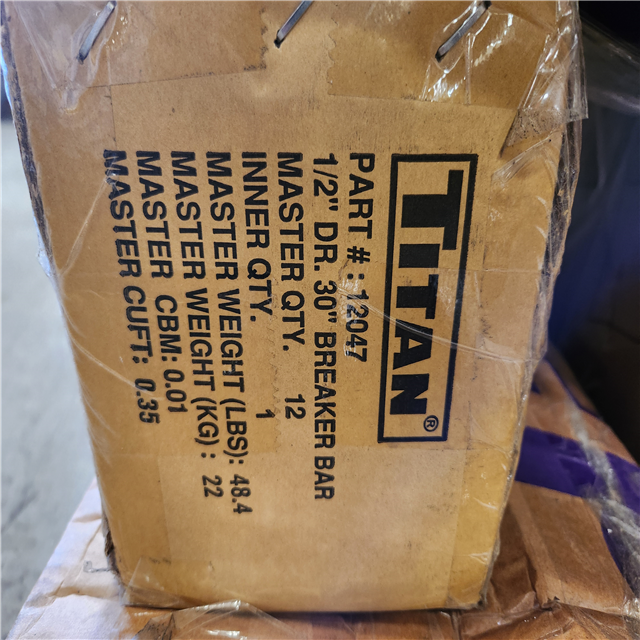 TITAN®
PART # : 12047
1/2" DR. 30" BREAKER BAR
MASTER QTY. 12
INNER QTY. 1
MASTER WEIGHT (LBS): 48.4
MASTER WEIGHT (KG) : 22
MASTER CBM: 0.01
MASTER CUFT: 0.35